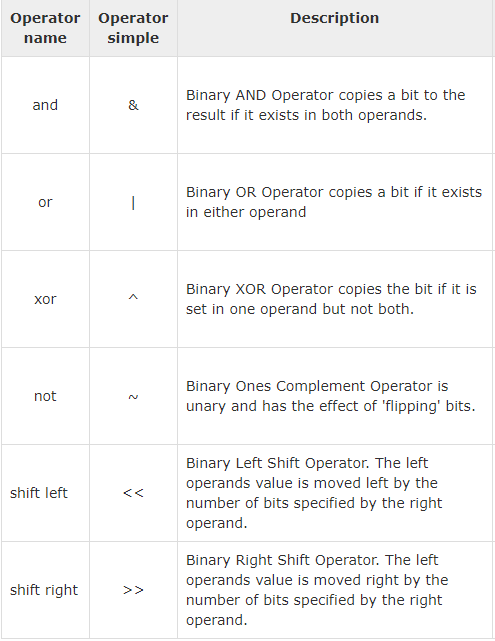 Operator name
Operator simple
Description
and
&
Binary AND Operator copies a bit to the
result if it exists in both operands.
or
|
Binary OR Operator copies a bit if it exists
in either operand
xor
^
Binary XOR Operator copies the bit if it is
set in one operand but not both.
not
~
Binary Ones Complement Operator is
unary and has the effect of 'flipping' bits.
shift left
<<
Binary Left Shift Operator. The left
operands value is moved left by the
number of bits specified by the right
operand.
shift right
>>
Binary Right Shift Operator. The left
operands value is moved right by the
number of bits specified by the right
operand.